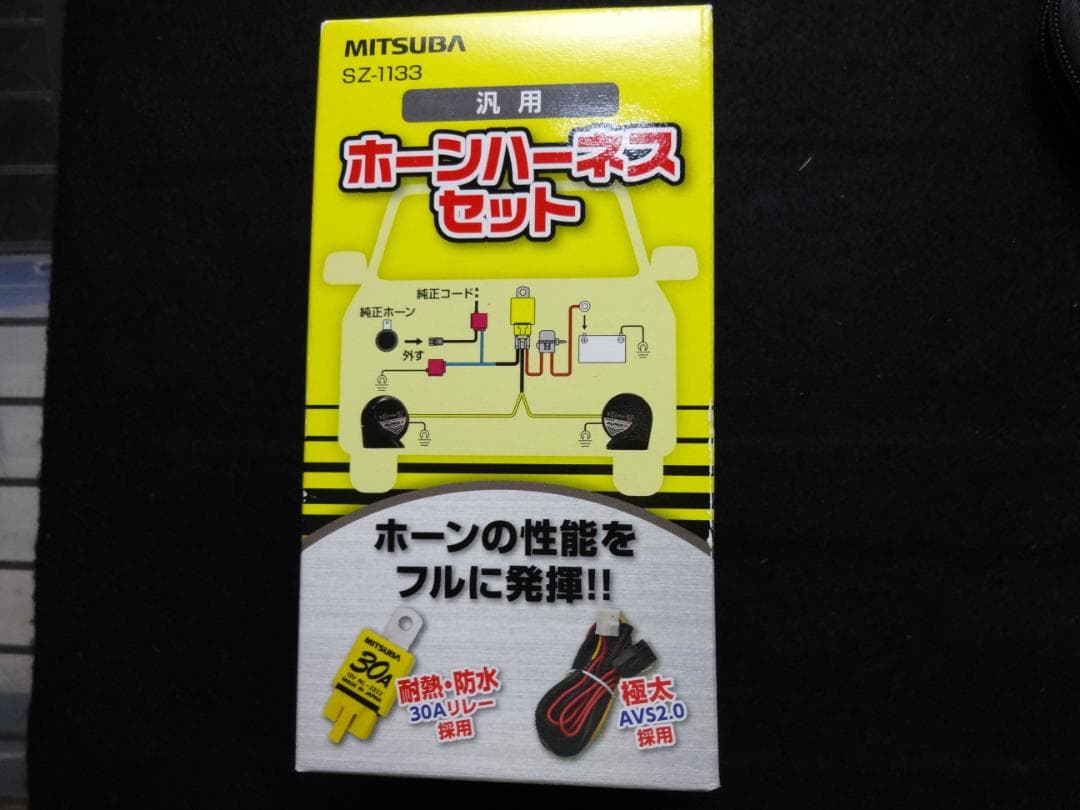 MITSUBA
SZ-1133
汎用
ホーンハーネス
セット
純正コード
純正ホーン
外す
ホーンの性能を
フルに発揮!!
MITSUBA
30A
MADE IN JAPAN
耐熱・防水
30Aリレー
採用
極太
AVS2.0
採用